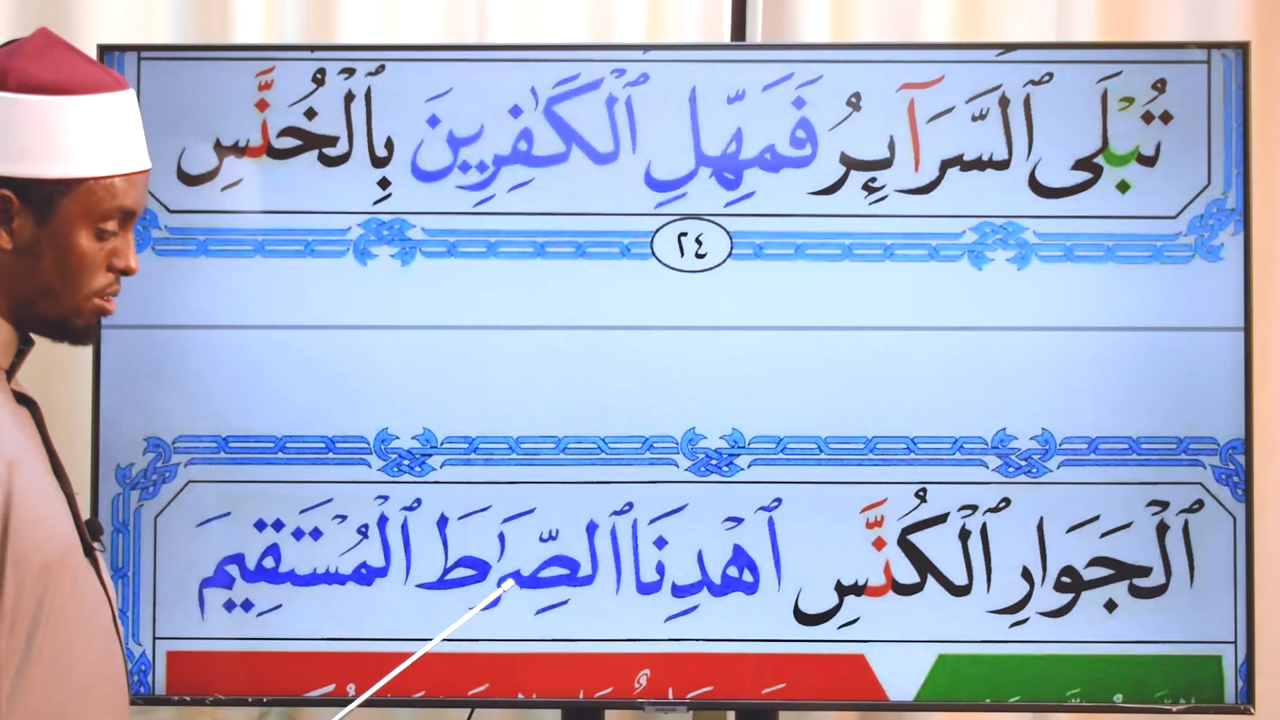 تُبْلَى ٱلسَّرَآئِرُ فَمَهِّلِ ٱلْكَٰفِرِينَ بِٱلْخُنَّسِ
٢٤
ٱلْجَوَارِ ٱلْكُنَّسِ ٱهْدِنَا ٱلصِّرَٰطَ ٱلْمُسْتَقِيمَ